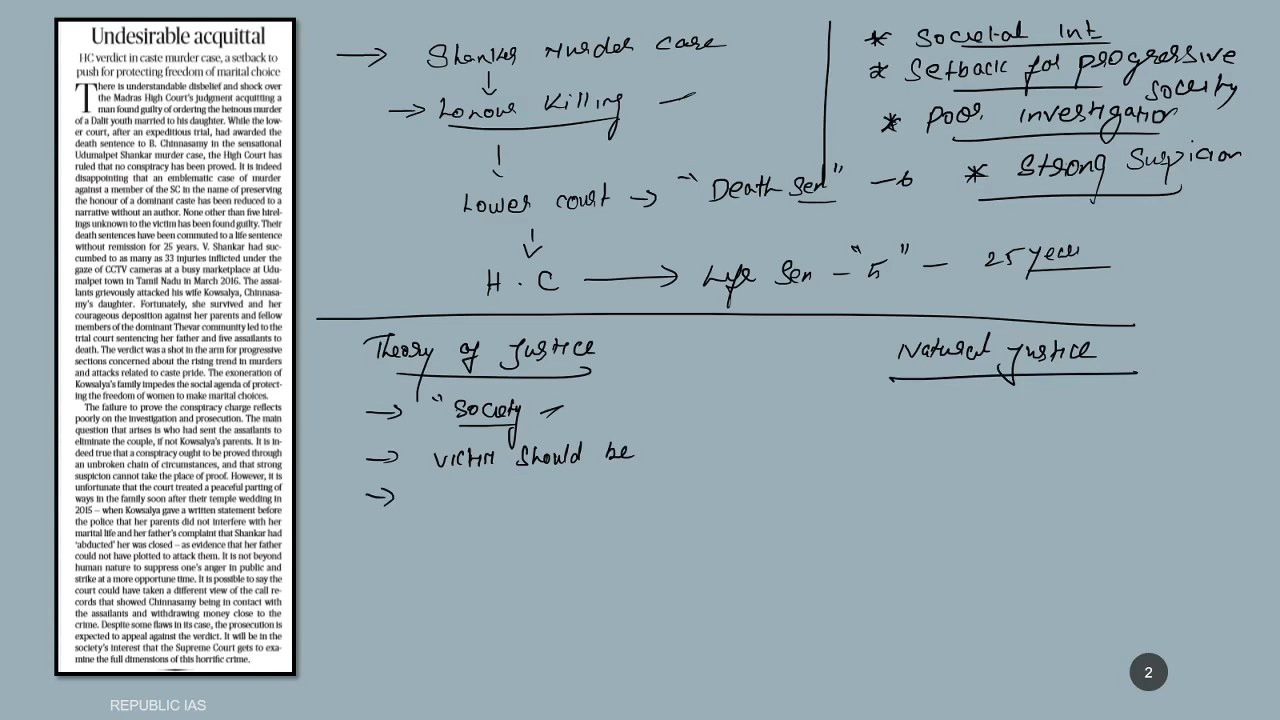 Undesirable acquittal
HC verdict in caste murder case, a setback to
push for protecting freedom of marital choice
There is understandable disbelief and shock over
the Madras High Court's judgment acquitting a
man found guilty of ordering the heinous murder
of a Dalit youth married to his daughter. While the low-
er court, after an expeditious trial, had awarded the
death sentence to B. Chinnasamy in the sensational
Udumalpet Shankar murder case, the High Court has
ruled that no conspiracy has been proved. It is indeed
disappointing that an emblematic case of murder
against a member of the SC in the name of preserving
the honour of a dominant caste has been reduced to a
narrative without an author. None other than five hirel-
ings unknown to the victim has been found guilty. Their
death sentences have been commuted to a life sentence
without remission for 25 years. V. Shankar had suc-
cumbed to as many as 33 injuries inflicted under the
gaze of CCTV cameras at a busy marketplace at Udu-
malpet town in Tamil Nadu in March 2016. The assai-
lants grievously attacked his wife Kowsalya, Chinnasa-
my's daughter. Fortunately, she survived and her
courageous deposition against her parents and fellow
members of the dominant Thevar community led to the
trial court sentencing her father and five assailants to
death. The verdict was a shot in the arm for progressive
sections concerned about the rising trend in murders
and attacks related to caste pride. The exoneration of
Kowsalya's family impedes the social agenda of protect-
ing the freedom of women to make marital choices.
The failure to prove the conspiracy charge reflects
poorly on the investigation and prosecution. The main
question that arises is who had sent the assailants to
eliminate the couple, if not Kowsalya's parents. It is in-
deed true that a conspiracy ought to be proved through
an unbroken chain of circumstances, and that strong
suspicion cannot take the place of proof. However, it is
unfortunate that the court treated a peaceful parting of
ways in the family soon after their temple wedding in
2015 – when Kowsalya gave a written statement before
the police that her parents did not interfere with her
marital life and her father's complaint that Shankar had
'abducted' her was closed – as evidence that her father
could not have plotted to attack them. It is not beyond
human nature to suppress one's anger in public and
strike at a more opportune time. It is possible to say the
court could have taken a different view of the call re-
cords that showed Chinnasamy being in contact with
the assailants and withdrawing money close to the
crime. Despite some flaws in its case, the prosecution is
expected to appeal against the verdict. It will be in the
society's interest that the Supreme Court gets to exa-
mine the full dimensions of this horrific crime.
→ Shanker Murder case
→ Honour Killing
Lower court → "Death Sen"
H.C → Life Sen – "5" – 25 year
* Societal Int
* Setback for progressive
society
* Poor investigation
* Strong Suspicion
Theory of Justice
→ "Society
→ victim should be
→
Natural Justice
2
REPUBLIC IAS